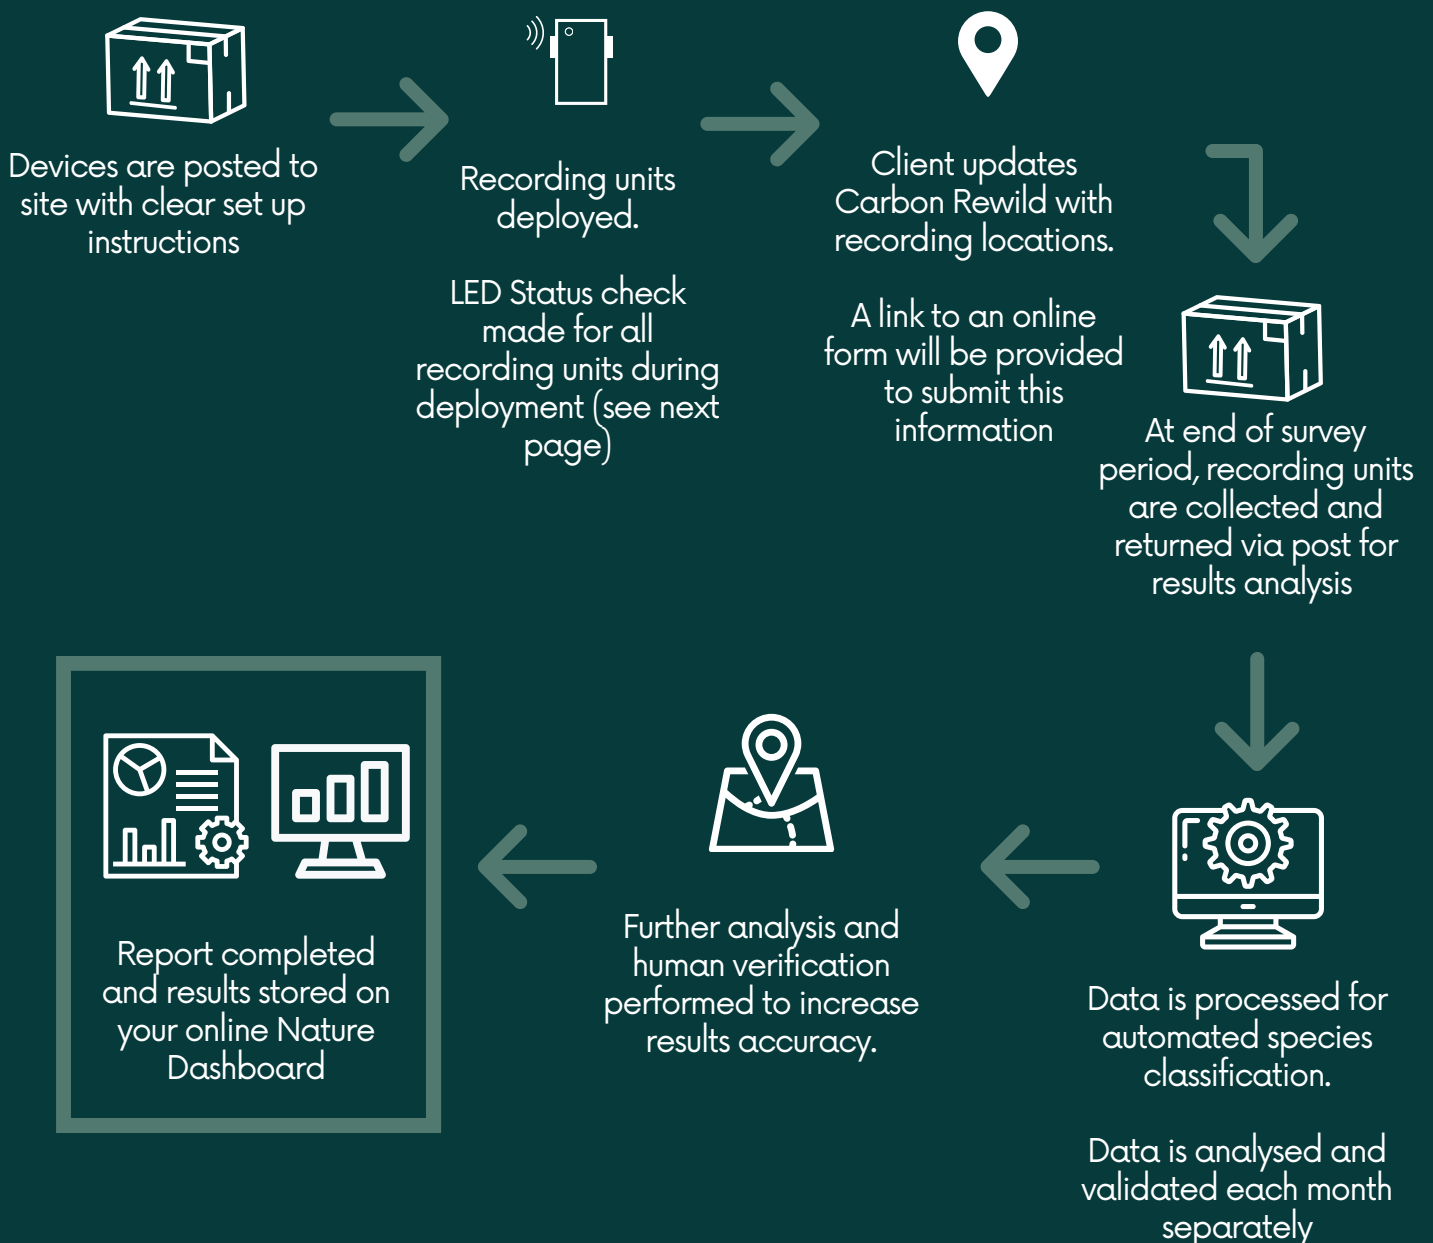 Devices are posted to
site with clear set up
instructions
Recording units
deployed.
LED Status check
made for all
recording units during
deployment (see next
page)
Client updates
Carbon Rewild with
recording locations.
A link to an online
form will be provided
to submit this
information
At end of survey
period, recording units
are collected and
returned via post for
results analysis
Data is processed for
automated species
classification.
Data is analysed and
validated each month
separately
Further analysis and
human verification
performed to increase
results accuracy.
Report completed
and results stored on
your online Nature
Dashboard